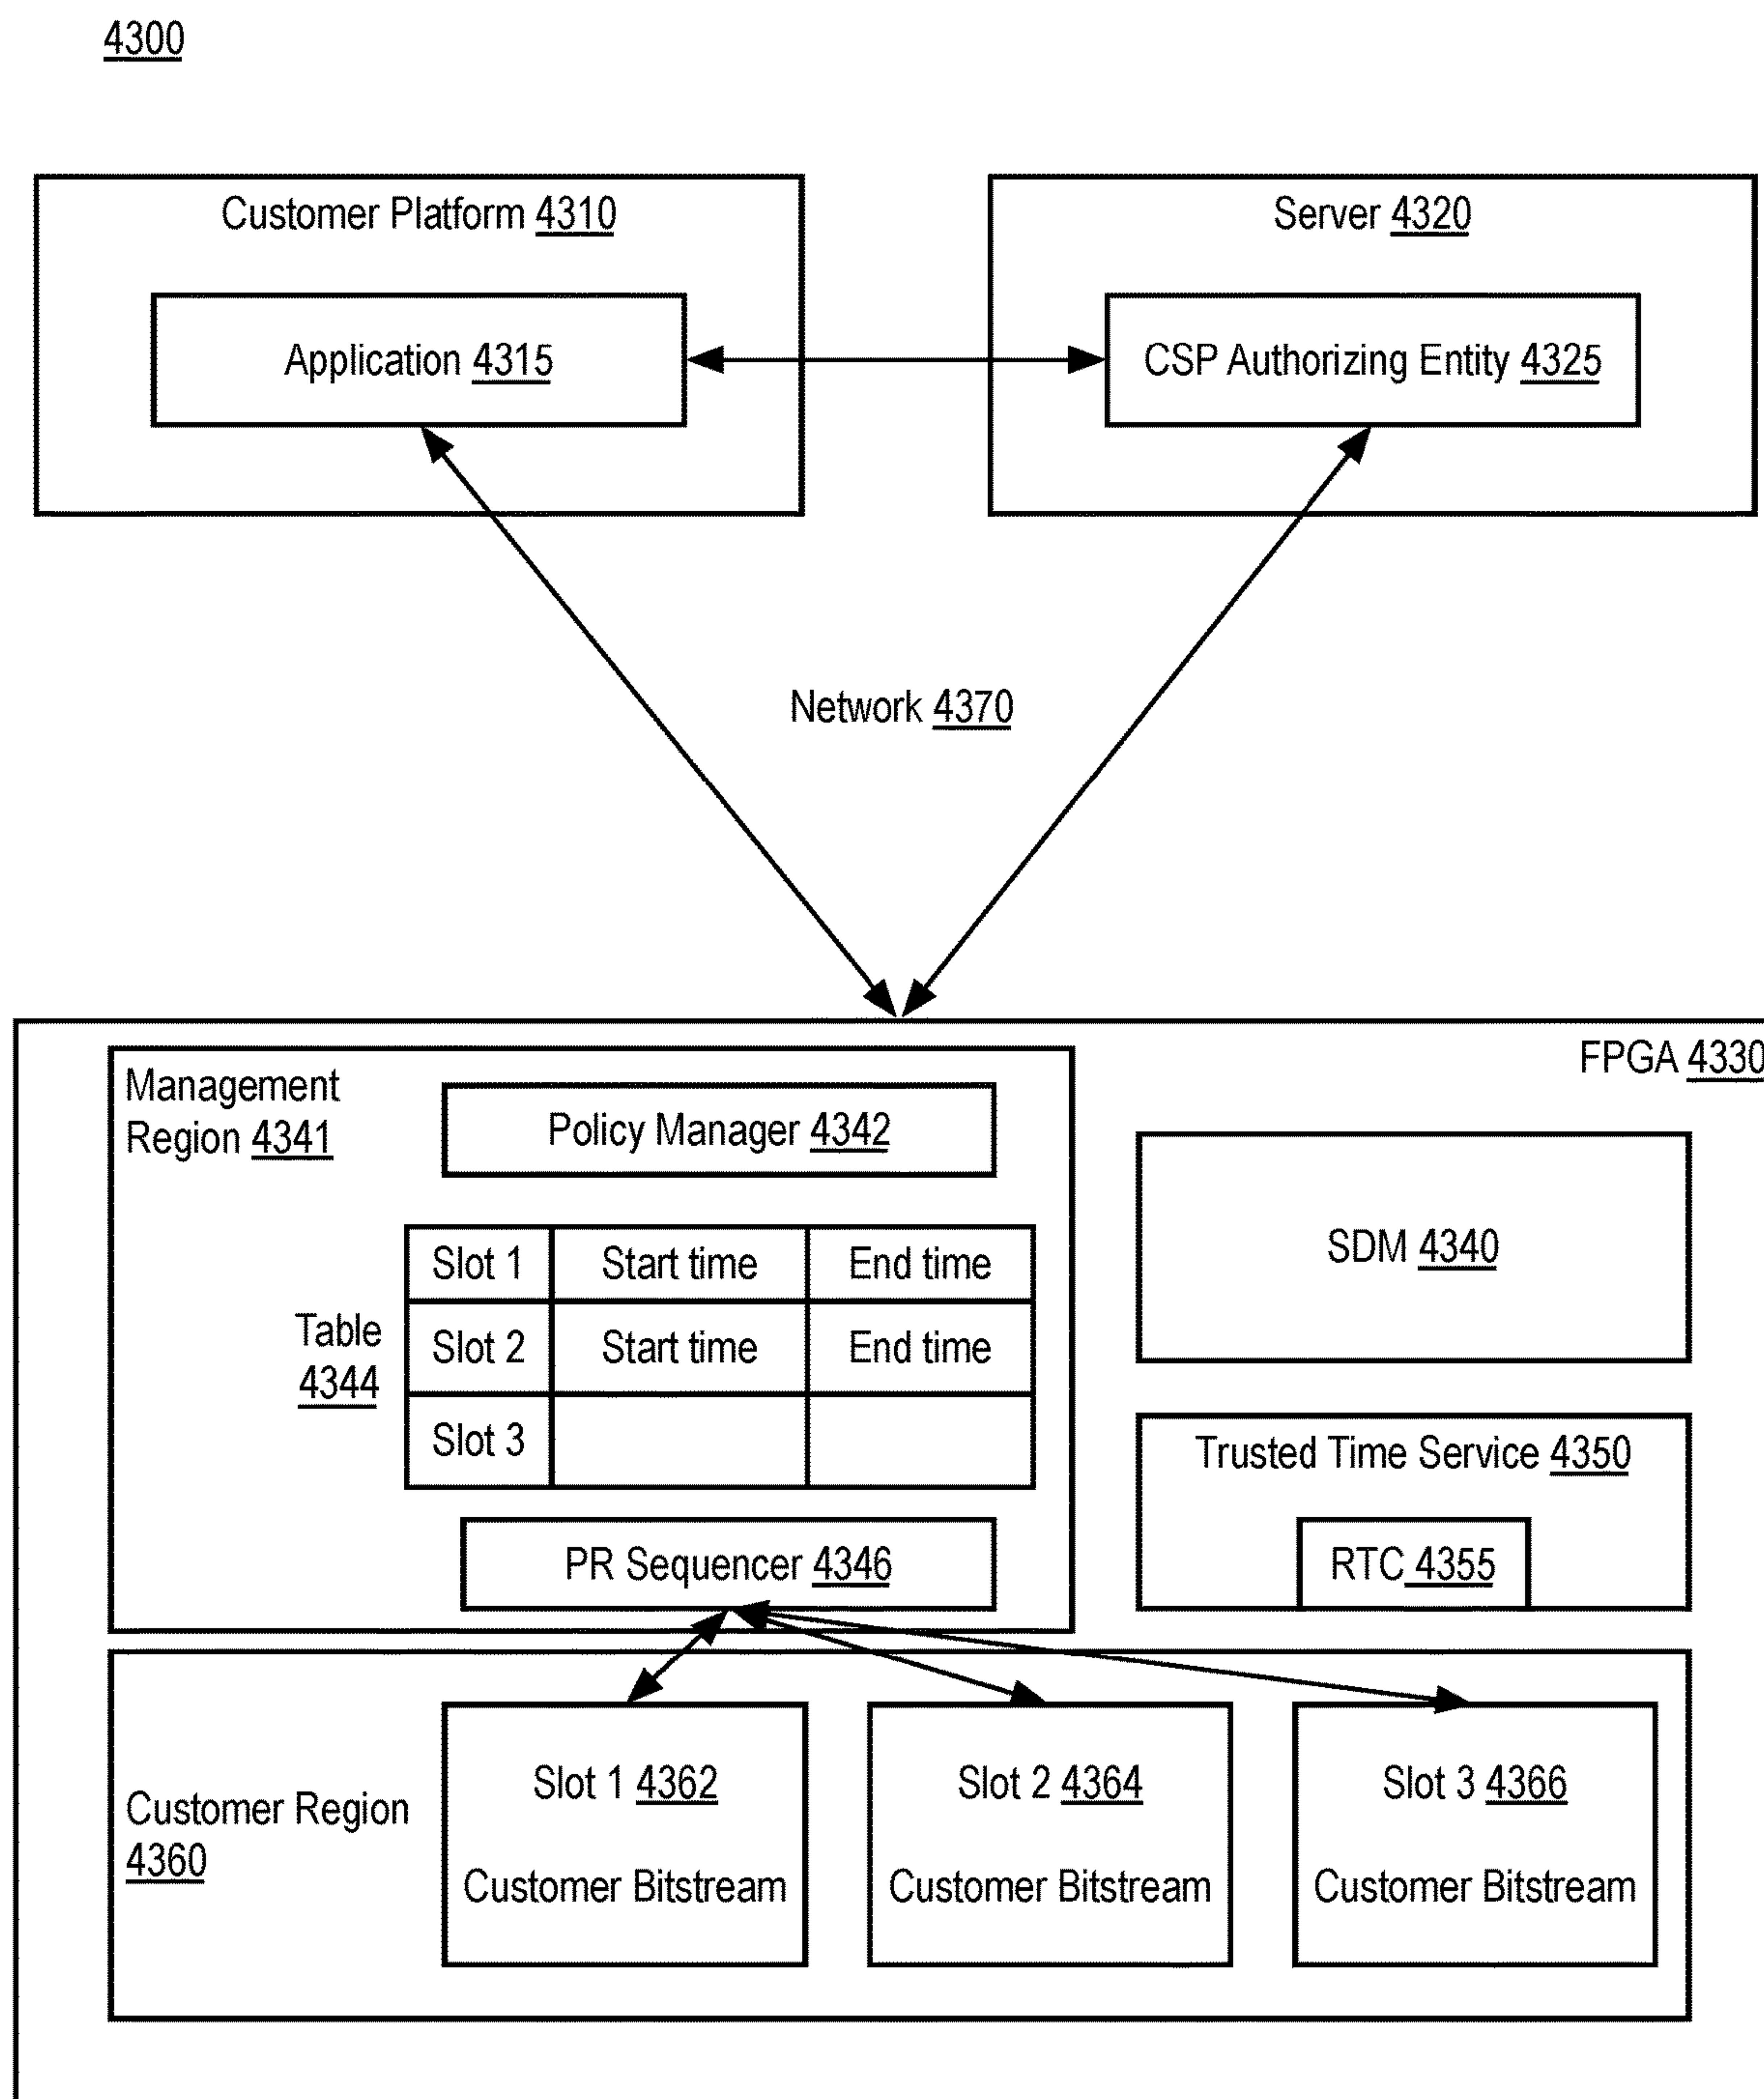 4300
Customer Platform 4310
Application 4315
Server 4320
CSP Authorizing Entity 4325
Network 4370
FPGA 4330
Management
Region 4341
Policy Manager 4342
Table
4344
Slot 1 Start time End time
Slot 2 Start time End time
Slot 3
PR Sequencer 4346
SDM 4340
Trusted Time Service 4350
RTC 4355
Customer Region
4360
Slot 1 4362
Customer Bitstream
Slot 2 4364
Customer Bitstream
Slot 3 4366
Customer Bitstream